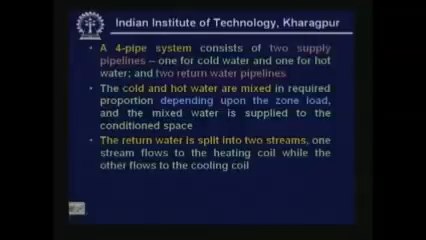 Indian Institute of Technology, Kharagpur
A 4-pipe system consists of two supply
pipelines – one for cold water and one for hot
water; and two return water pipelines
The cold and hot water are mixed in required
proportion depending upon the zone load,
and the mixed water is supplied to the
conditioned space
The return water is split into two streams, one
stream flows to the heating coil while the
other flows to the cooling coil